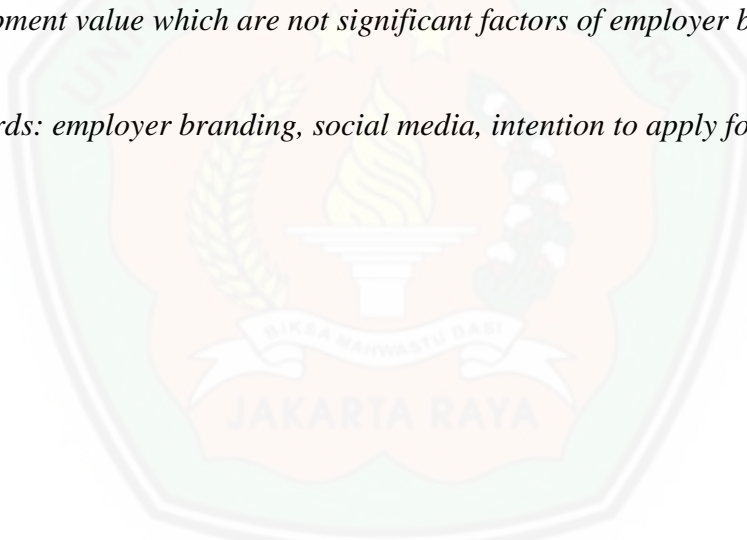 pment value which are not significant factors of employer b
rds: employer branding, social media, intention to apply fo
BIKSA MAHWASTU DASI
JAKARTA RAYA